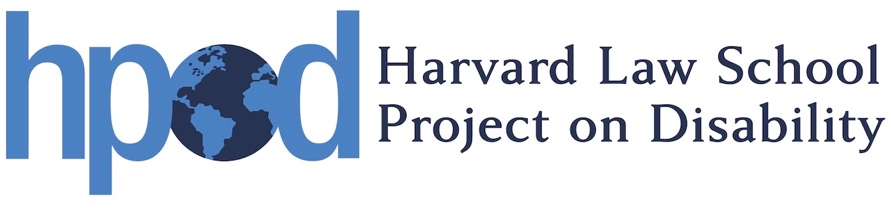 hpod
Harvard Law School
Project on Disability